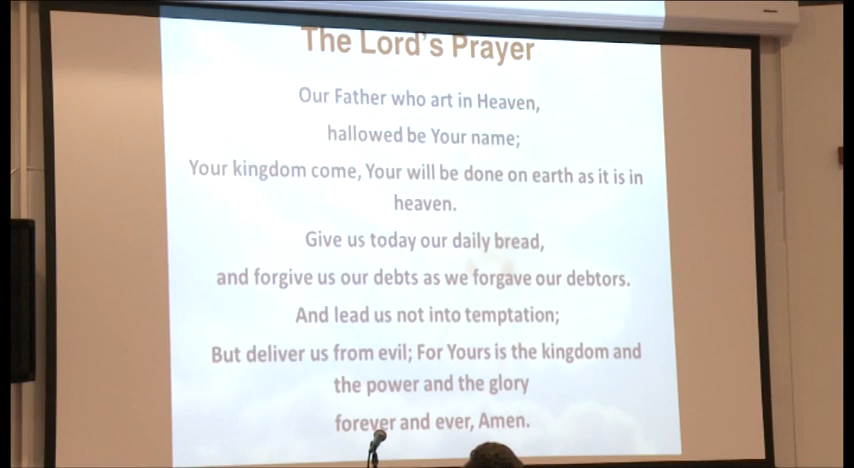 The Lord's Prayer
Our Father who art in Heaven,
hallowed be Your name;
Your kingdom come, Your will be done on earth as it is in
heaven.
Give us today our daily bread,
and forgive us our debts as we forgave our debtors.
And lead us not into temptation;
But deliver us from evil; For Yours is the kingdom and
the power and the glory
forever and ever, Amen.